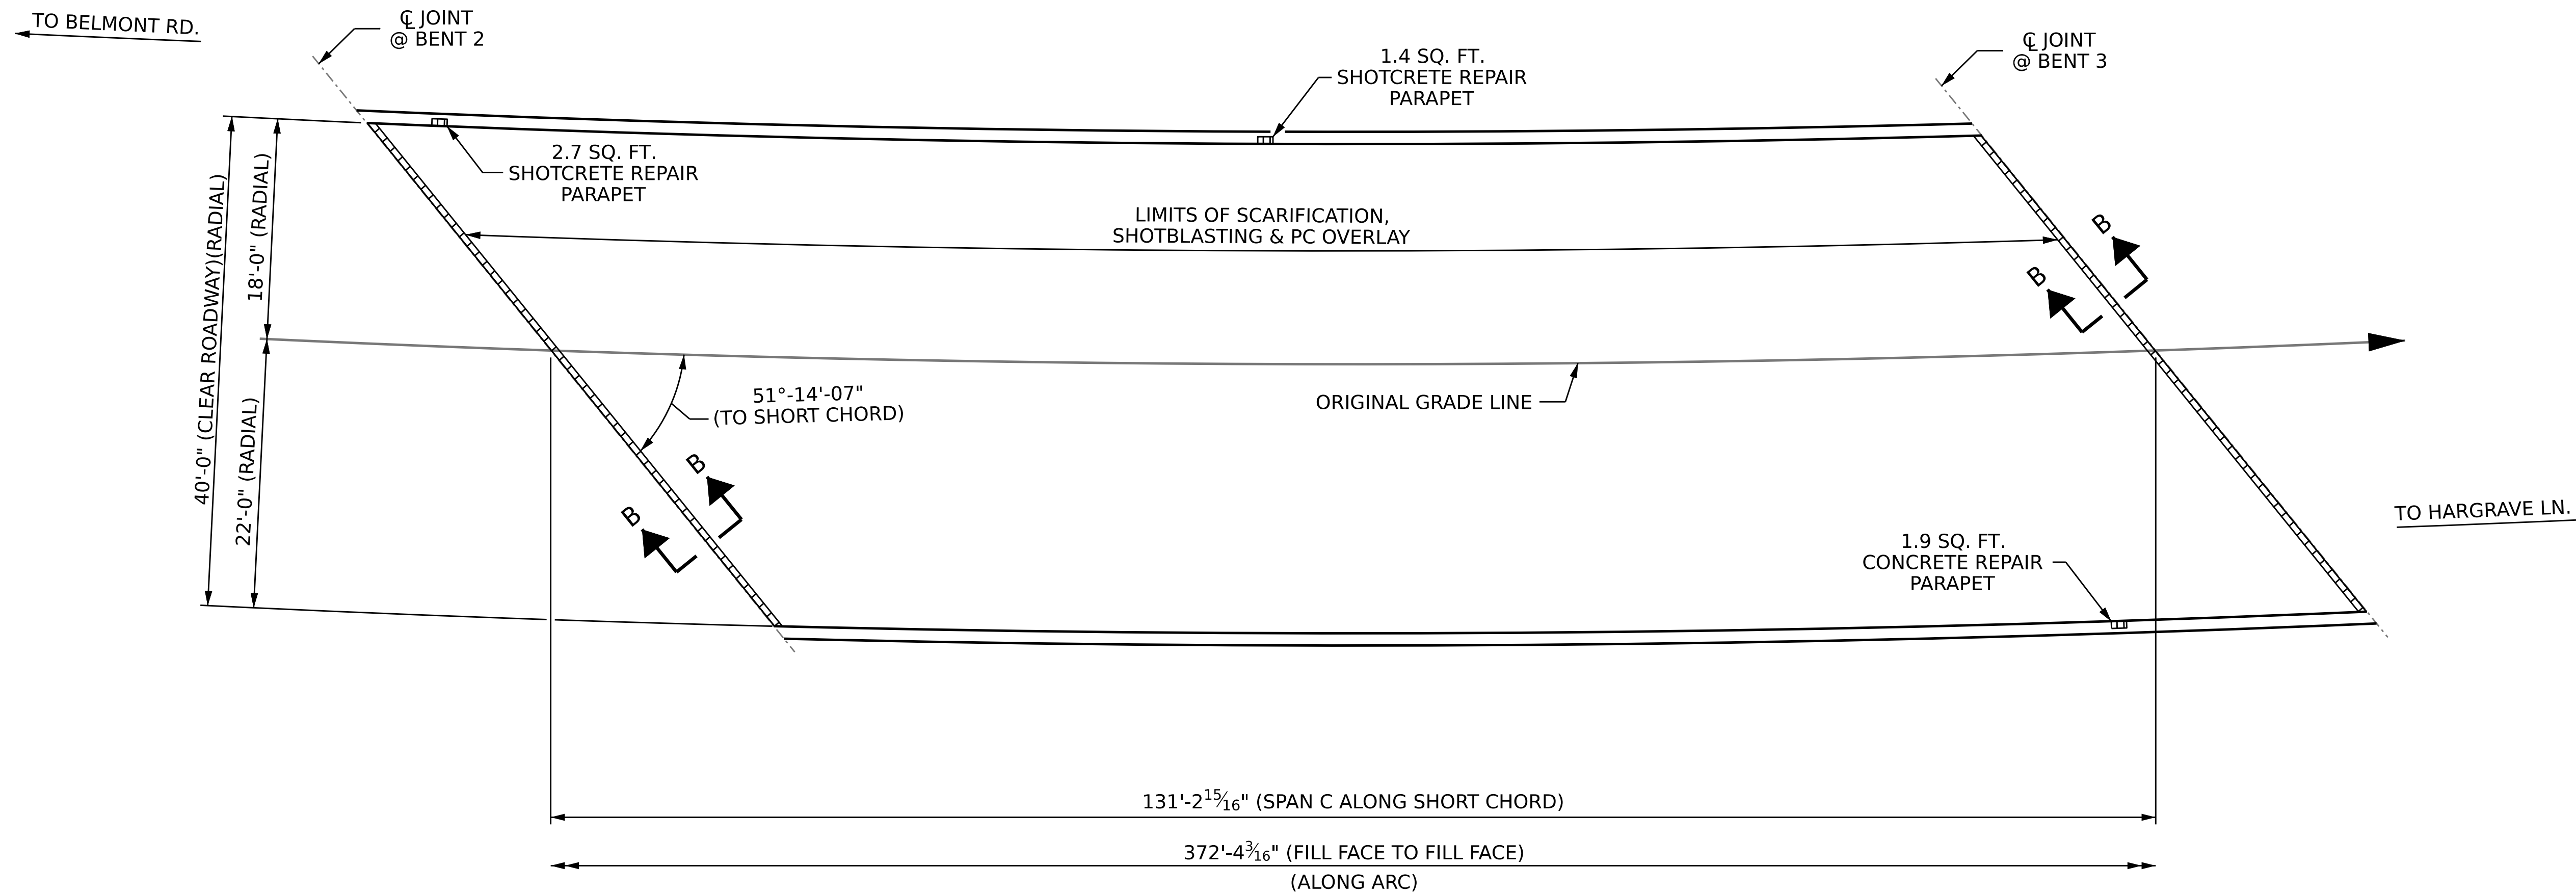 TO BELMONT RD.
℄ JOINT
@ BENT 2
1.4 SQ. FT.
SHOTCRETE REPAIR
PARAPET
℄ JOINT
@ BENT 3
2.7 SQ. FT.
SHOTCRETE REPAIR
PARAPET
40'-0" (CLEAR ROADWAY)(RADIAL)
18'-0" (RADIAL)
LIMITS OF SCARIFICATION,
SHOTBLASTING & PC OVERLAY
B
B
22'-0" (RADIAL)
51°-14'-07"
(TO SHORT CHORD)
ORIGINAL GRADE LINE
B
B
TO HARGRAVE LN.
1.9 SQ. FT.
CONCRETE REPAIR
PARAPET
131'-2 15⁄16" (SPAN C ALONG SHORT CHORD)
372'-4 3⁄16" (FILL FACE TO FILL FACE)
(ALONG ARC)